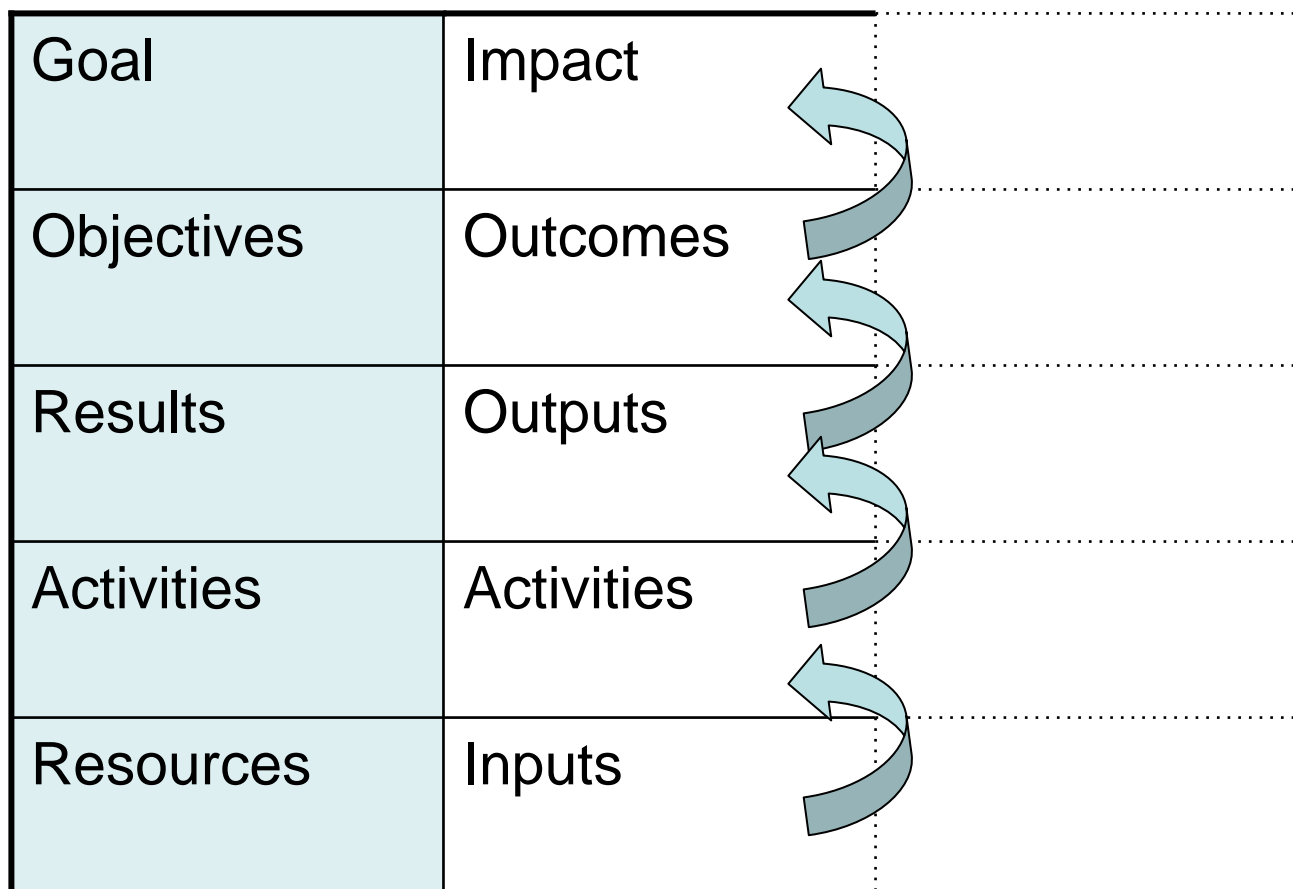 Goal Impact
Objectives Outcomes
Results Outputs
Activities Activities
Resources Inputs